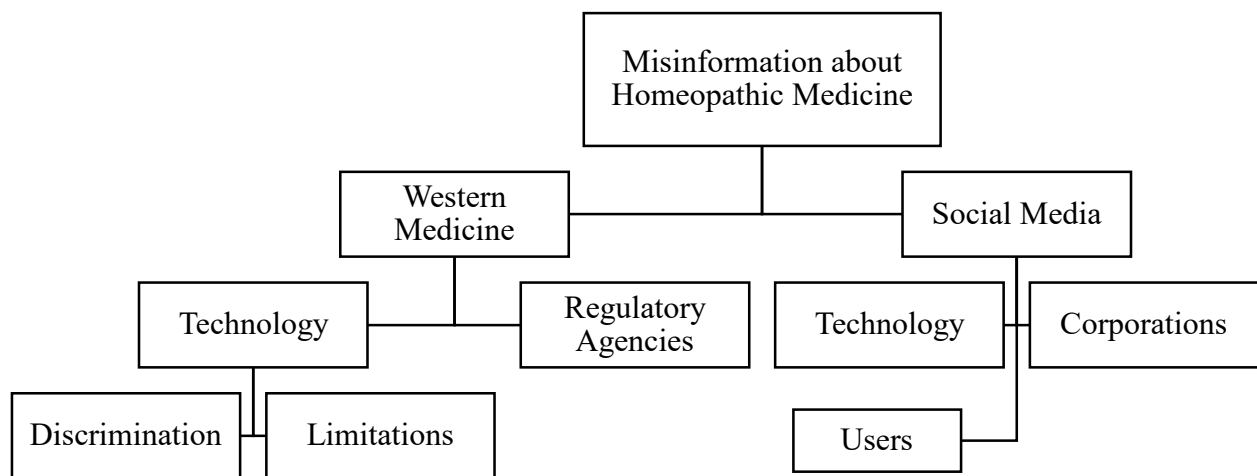 Misinformation about
Homeopathic Medicine
Western
Medicine
Social Media
Technology
Regulatory
Agencies
Technology
Corporations
Discrimination
Limitations
Users